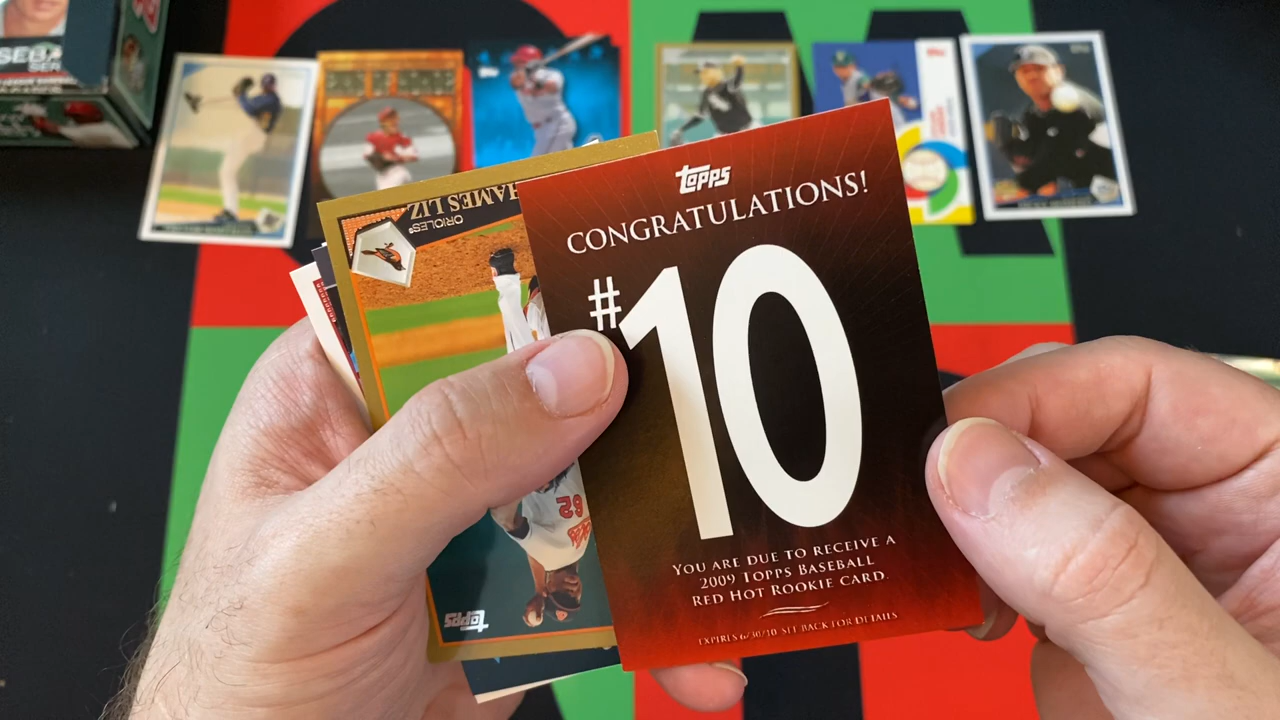 topps
CONGRATULATIONS!
#10
YOU ARE DUE TO RECEIVE A
2009 TOPPS BASEBALL
RED HOT ROOKIE CARD.
EXPIRES 6/30/10 SEE BACK FOR DETAILS
HAMES LIZ
ORIOLES®
62
topps